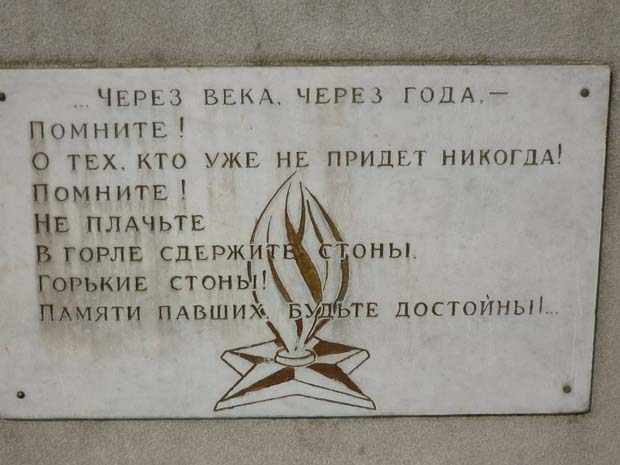 ...ЧЕРЕЗ ВЕКА, ЧЕРЕЗ ГОДА,—
ПОМНИТЕ!
О ТЕХ, КТО УЖЕ НЕ ПРИДЕТ НИКОГДА!
ПОМНИТЕ!
НЕ ПЛАЧЬТЕ
В ГОРЛЕ СДЕРЖИТЕ СТОНЫ,
ГОРЬКИЕ СТОНЫ!
ПАМЯТИ ПАВШИХ БУДЬТЕ ДОСТОЙНЫ!...